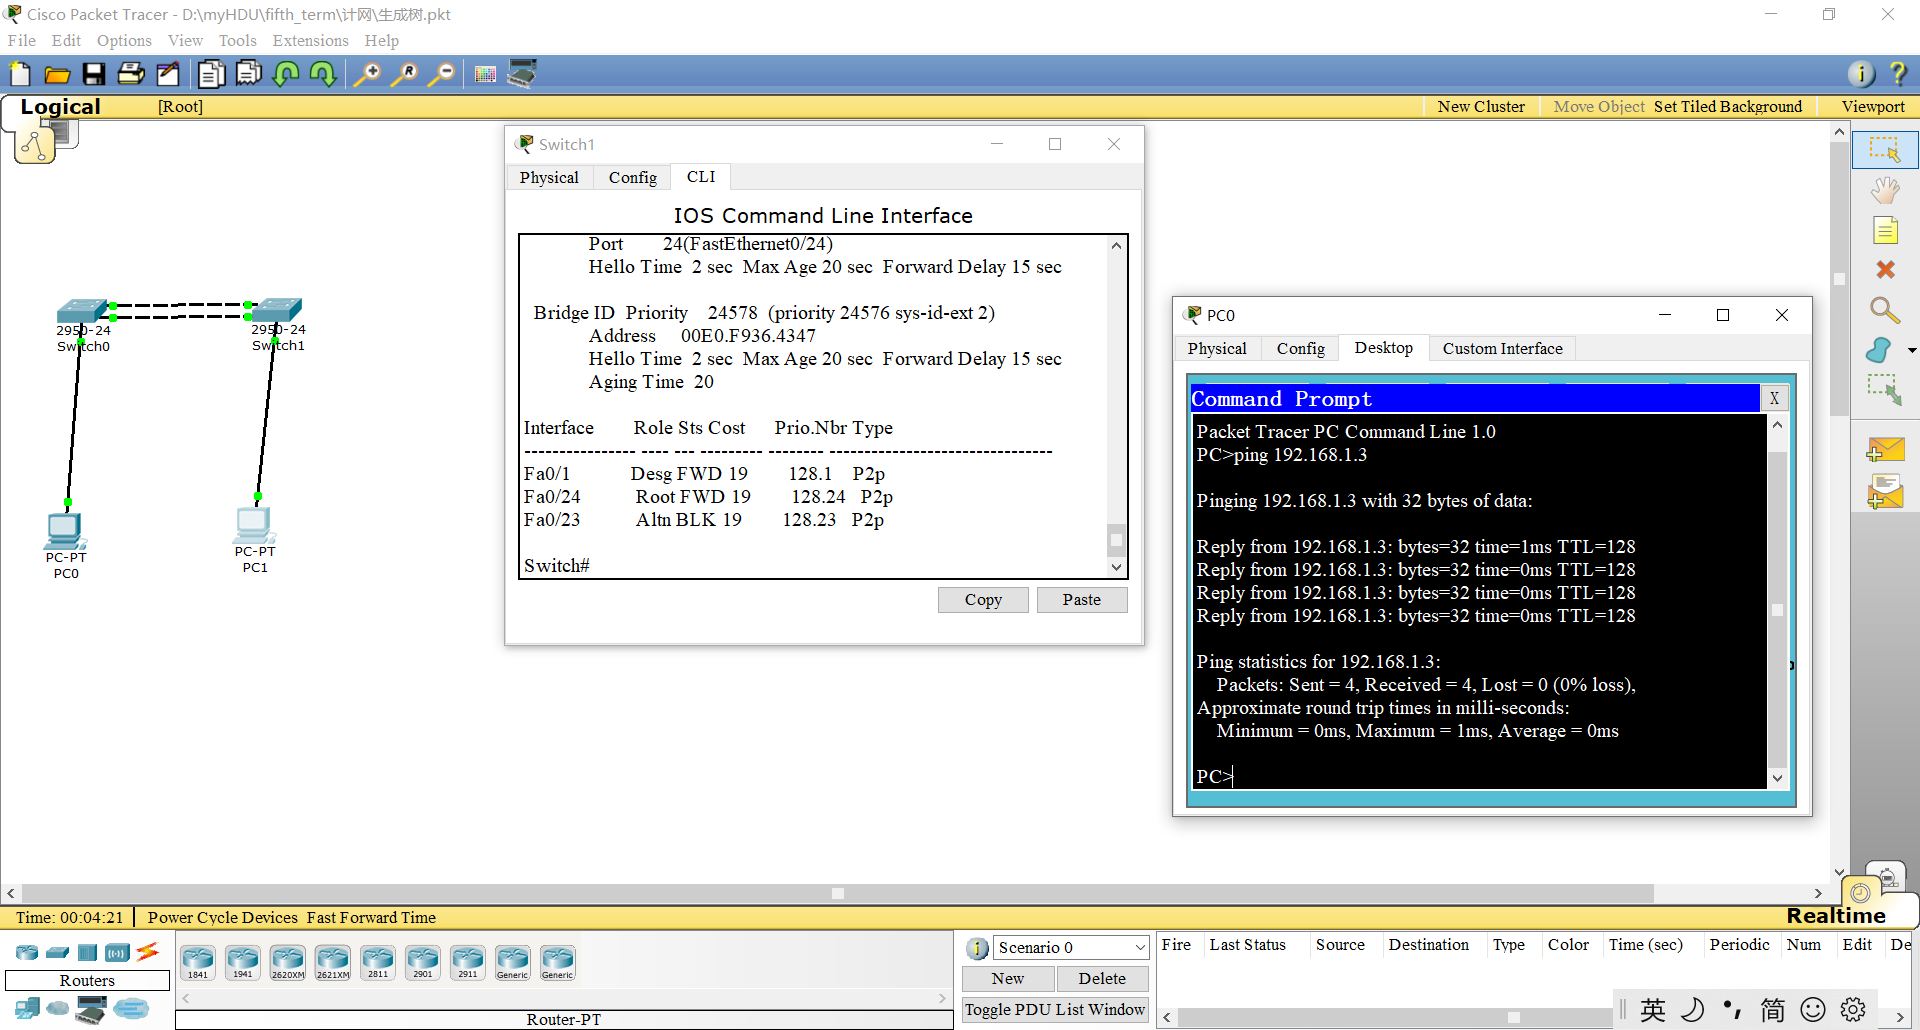 Cisco Packet Tracer - D:\myHDU\fifth_term\计网\生成树.pkt
File Edit Options View Tools Extensions Help
Logical [Root] New Cluster Move Object Set Tiled Background Viewport
2950-24
Switch0
2950-24
Switch1
PC-PT
PC0
PC-PT
PC1
Switch1
Physical Config CLI
IOS Command Line Interface
Port 24(FastEthernet0/24)
Hello Time 2 sec Max Age 20 sec Forward Delay 15 sec
Bridge ID Priority 24578 (priority 24576 sys-id-ext 2)
Address 00E0.F936.4347
Hello Time 2 sec Max Age 20 sec Forward Delay 15 sec
Aging Time 20
Interface Role Sts Cost Prio.Nbr Type
---------------- ---- --- --------- -------- --------------------------------
Fa0/1 Desg FWD 19 128.1 P2p
Fa0/24 Root FWD 19 128.24 P2p
Fa0/23 Altn BLK 19 128.23 P2p
Switch#
Copy Paste
PC0
Physical Config Desktop Custom Interface
Command Prompt X
Packet Tracer PC Command Line 1.0
PC>ping 192.168.1.3
Pinging 192.168.1.3 with 32 bytes of data:
Reply from 192.168.1.3: bytes=32 time=1ms TTL=128
Reply from 192.168.1.3: bytes=32 time=0ms TTL=128
Reply from 192.168.1.3: bytes=32 time=0ms TTL=128
Reply from 192.168.1.3: bytes=32 time=0ms TTL=128
Ping statistics for 192.168.1.3:
Packets: Sent = 4, Received = 4, Lost = 0 (0% loss),
Approximate round trip times in milli-seconds:
Minimum = 0ms, Maximum = 1ms, Average = 0ms
PC>
Time: 00:04:21 Power Cycle Devices Fast Forward Time
Realtime
Routers
1841 1941 2620XM 2621XM 2811 2901 2911 Generic Generic
Router-PT
Scenario 0
New Delete
Toggle PDU List Window
Fire Last Status Source Destination Type Color Time (sec) Periodic Num Edit De
英 简